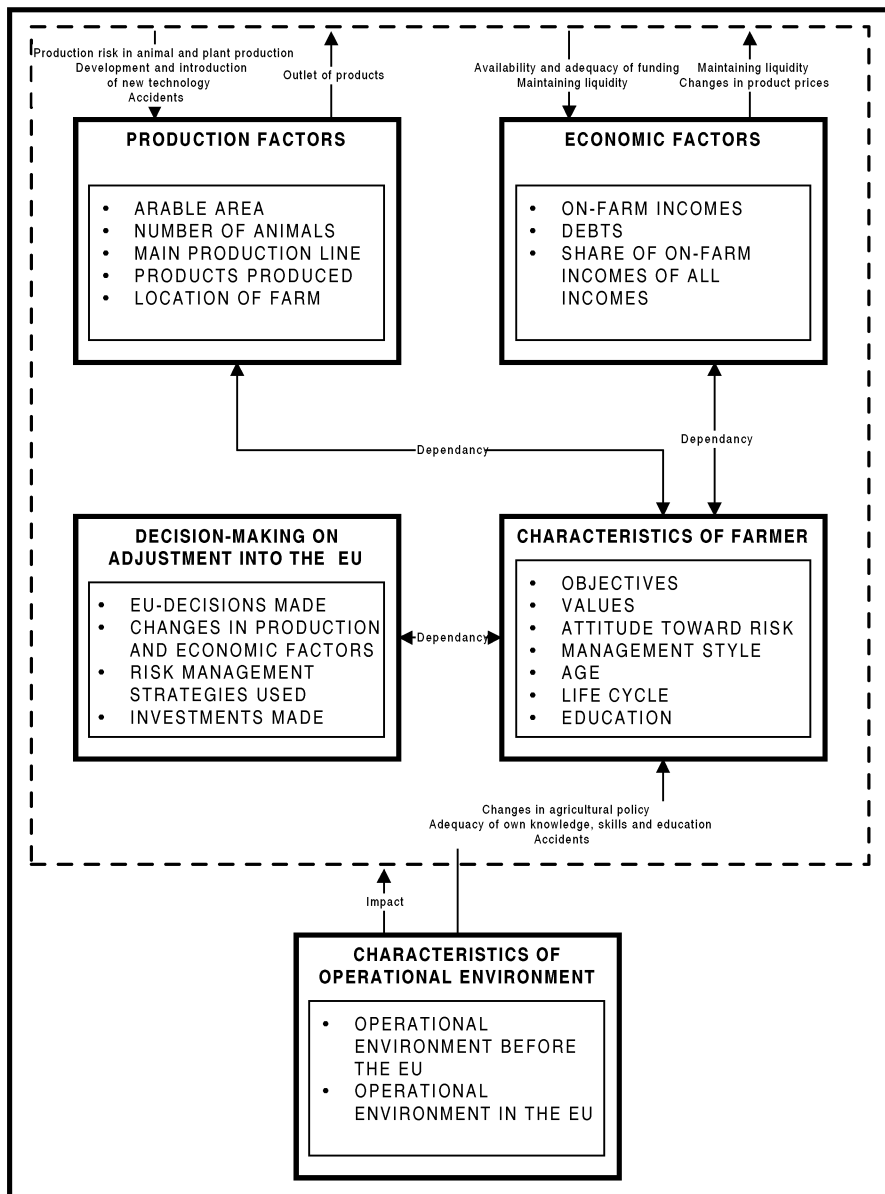 Production risk in animal and plant production
Development and introduction
of new technology
Accidents
Outlet of products
Availability and adequacy of funding
Maintaining liquidity
Maintaining liquidity
Changes in product prices
PRODUCTION FACTORS
• ARABLE AREA
• NUMBER OF ANIMALS
• MAIN PRODUCTION LINE
• PRODUCTS PRODUCED
• LOCATION OF FARM
ECONOMIC FACTORS
• ON-FARM INCOMES
• DEBTS
• SHARE OF ON-FARM
INCOMES OF ALL
INCOMES
Dependancy
Dependancy
DECISION-MAKING ON
ADJUSTMENT INTO THE EU
• EU-DECISIONS MADE
• CHANGES IN PRODUCTION
AND ECONOMIC FACTORS
• RISK MANAGEMENT
STRATEGIES USED
• INVESTMENTS MADE
Dependancy
CHARACTERISTICS OF FARMER
• OBJECTIVES
• VALUES
• ATTITUDE TOWARD RISK
• MANAGEMENT STYLE
• AGE
• LIFE CYCLE
• EDUCATION
Changes in agricultural policy
Adequacy of own knowledge, skills and education
Accidents
Impact
CHARACTERISTICS OF
OPERATIONAL ENVIRONMENT
• OPERATIONAL
ENVIRONMENT BEFORE
THE EU
• OPERATIONAL
ENVIRONMENT IN THE EU